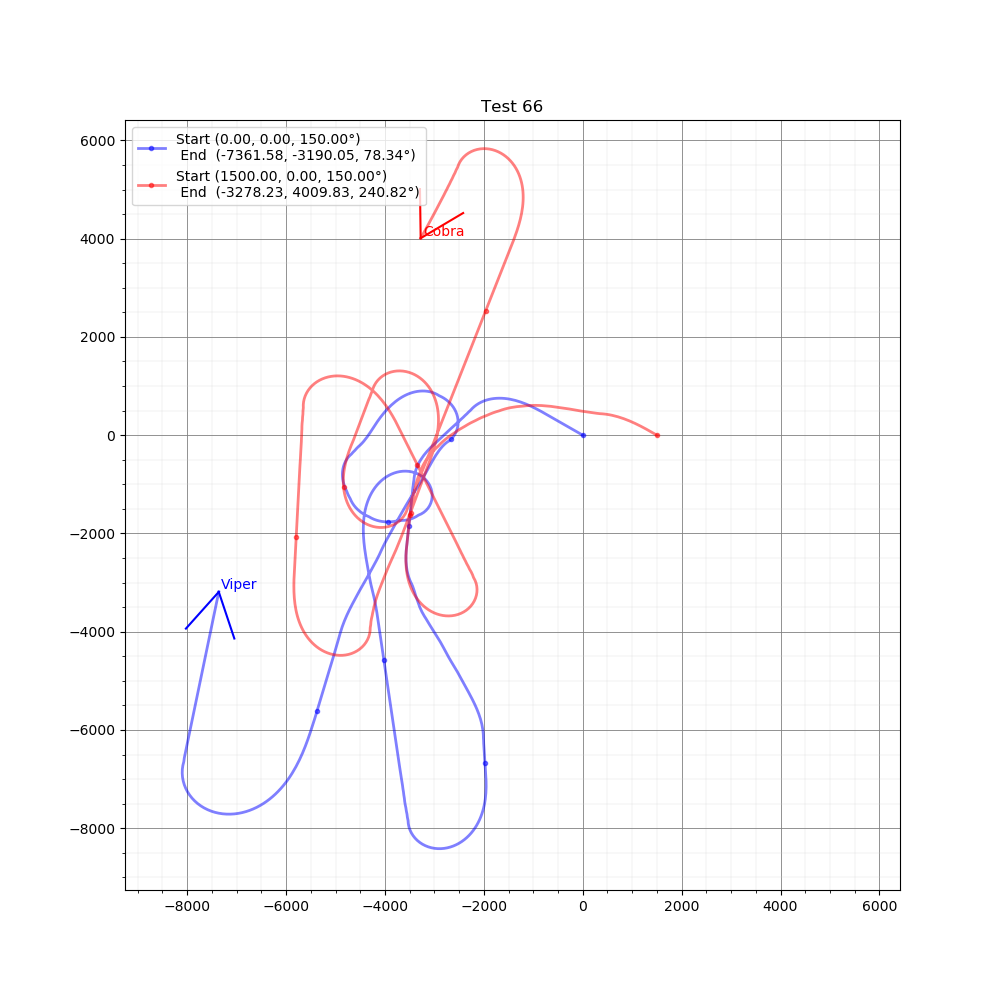 Test 66
Start (0.00, 0.00, 150.00°)
End (-7361.58, -3190.05, 78.34°)
Start (1500.00, 0.00, 150.00°)
End (-3278.23, 4009.83, 240.82°)
6000
4000
2000
0
−2000
−4000
−6000
−8000
Cobra
Viper
−8000 −6000 −4000 −2000 0 2000 4000 6000